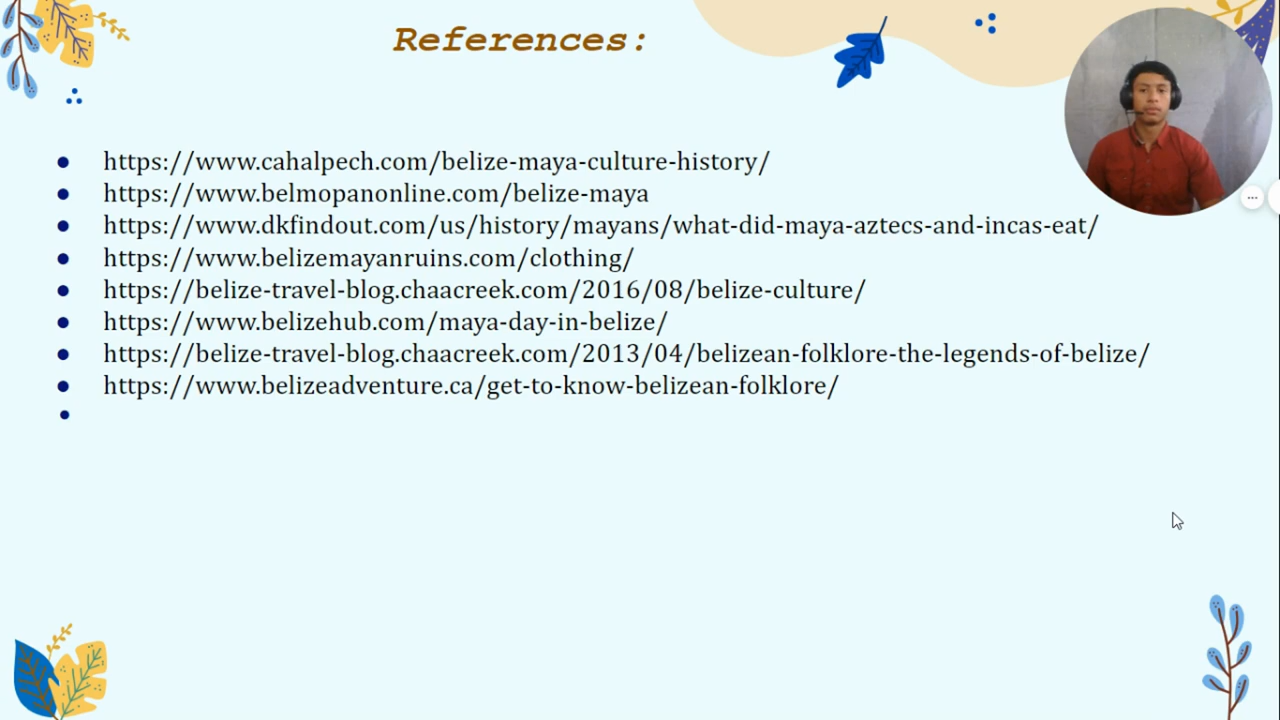 References:
● https://www.cahalpech.com/belize-maya-culture-history/
● https://www.belmopanonline.com/belize-maya
● https://www.dkfindout.com/us/history/mayans/what-did-maya-aztecs-and-incas-eat/
● https://www.belizemayanruins.com/clothing/
● https://belize-travel-blog.chaacreek.com/2016/08/belize-culture/
● https://www.belizehub.com/maya-day-in-belize/
● https://belize-travel-blog.chaacreek.com/2013/04/belizean-folklore-the-legends-of-belize/
● https://www.belizeadventure.ca/get-to-know-belizean-folklore/
●